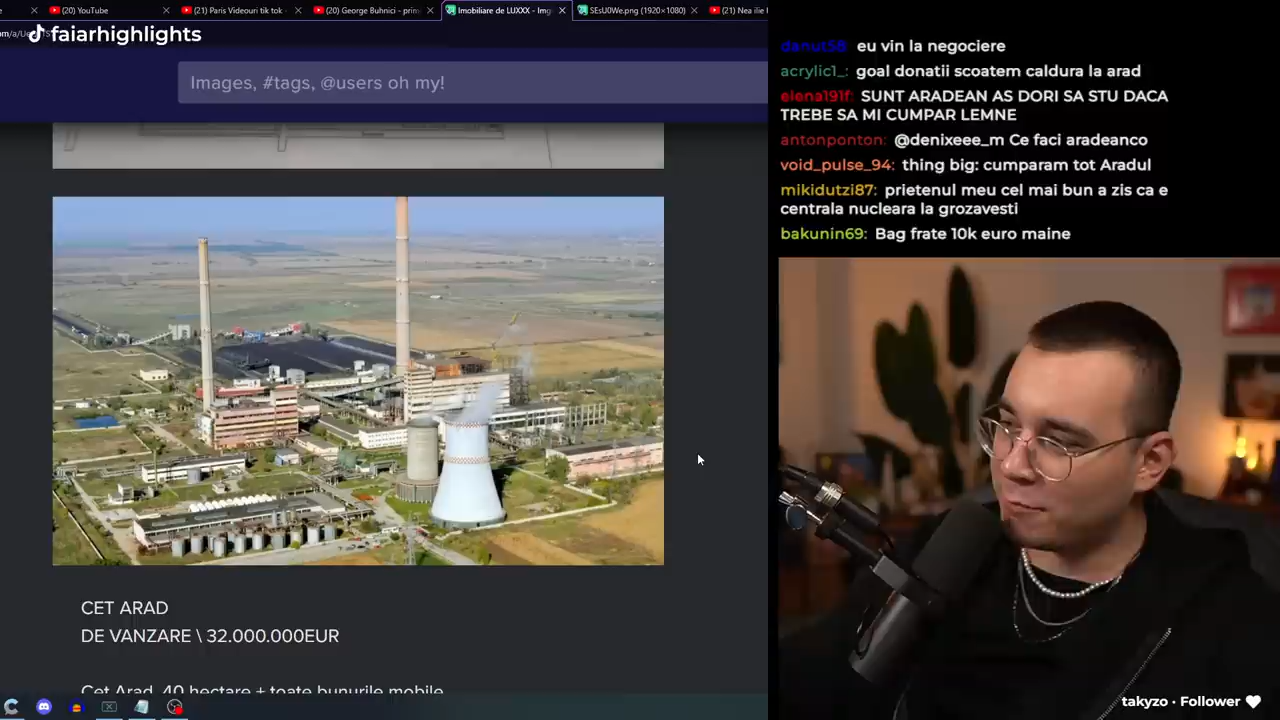 (20) YouTube
(21) Paris Videouri tik tok
(20) George Buhnici - prim
Imobiliare de LUXXX - Img
SEsU0We.png (1920×1080)
(21) Nea ilie
faiarhighlights
Images, #tags, @users oh my!
danut58: eu vin la negociere
acrylic1_: goal donatii scoatem caldura la arad
elena191f: SUNT ARADEAN AS DORI SA STU DACA
TREBE SA MI CUMPAR LEMNE
antonponton: @denixeee_m Ce faci aradeanco
void_pulse_94: thing big: cumparam tot Aradul
mikidutzi87: prietenul meu cel mai bun a zis ca e
centrala nucleara la grozavesti
bakunin69: Bag frate 10k euro maine
CET ARAD
DE VANZARE \ 32.000.000EUR
Cet Arad, 40 hectare + toate bunurile mobile
takyzo · Follower